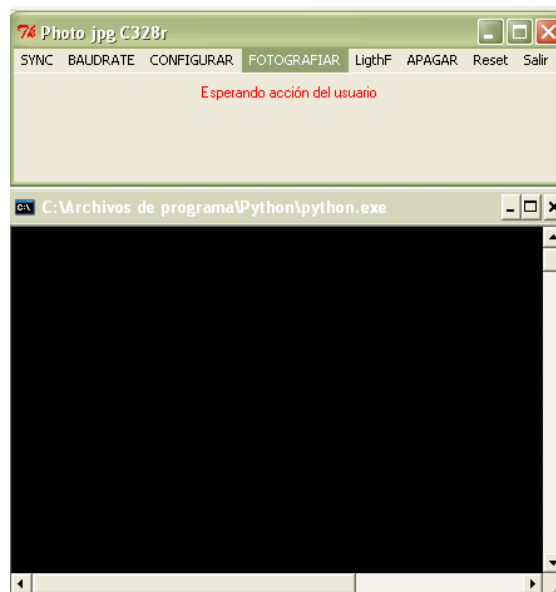 Photo jpg C328r
SYNC BAUDRATE CONFIGURAR FOTOGRAFIAR LigthF APAGAR Reset Salir
Esperando acción del usuario
C:\Archivos de programa\Python\python.exe